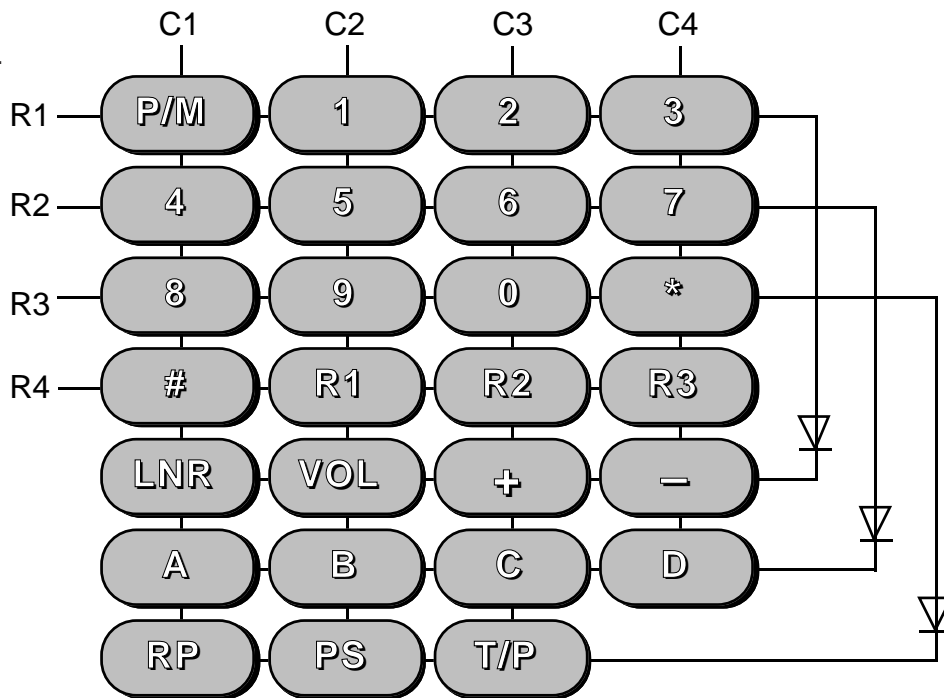 C1 C2 C3 C4
R1 P/M 1 2 3
R2 4 5 6 7
R3 8 9 0 *
R4 # R1 R2 R3
LNR VOL + −
A B C D
RP PS T/P